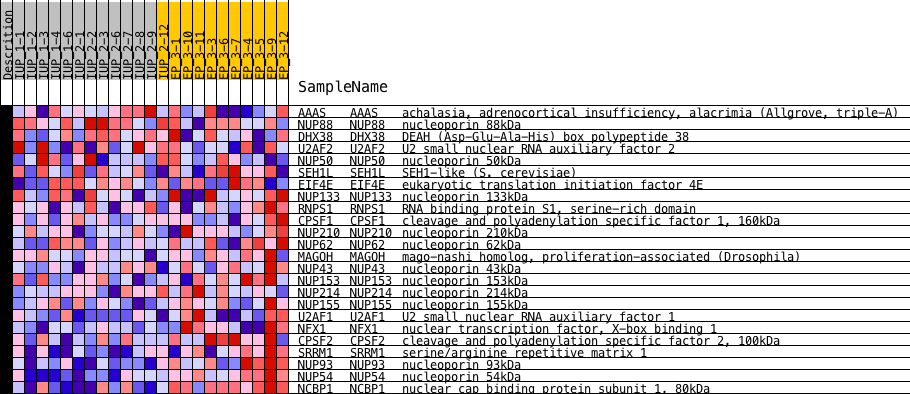 Descrition
IUP_1-1
IUP_1-2
IUP_1-3
IUP_1-4
IUP_1-6
IUP_2-1
IUP_2-2
IUP_2-3
IUP_2-6
IUP_2-7
IUP_2-8
IUP_2-9
IUP_2-12
EP_3-1
EP_3-10
EP_3-11
EP_3-3
EP_3-6
EP_3-7
EP_3-4
EP_3-5
EP_3-9
EP_3-12
SampleName
AAAS AAAS achalasia, adrenocortical insufficiency, alacrimia (Allgrove, triple-A)
NUP88 NUP88 nucleoporin 88kDa
DHX38 DHX38 DEAH (Asp-Glu-Ala-His) box polypeptide 38
U2AF2 U2AF2 U2 small nuclear RNA auxiliary factor 2
NUP50 NUP50 nucleoporin 50kDa
SEH1L SEH1L SEH1-like (S. cerevisiae)
EIF4E EIF4E eukaryotic translation initiation factor 4E
NUP133 NUP133 nucleoporin 133kDa
RNPS1 RNPS1 RNA binding protein S1, serine-rich domain
CPSF1 CPSF1 cleavage and polyadenylation specific factor 1, 160kDa
NUP210 NUP210 nucleoporin 210kDa
NUP62 NUP62 nucleoporin 62kDa
MAGOH MAGOH mago-nashi homolog, proliferation-associated (Drosophila)
NUP43 NUP43 nucleoporin 43kDa
NUP153 NUP153 nucleoporin 153kDa
NUP214 NUP214 nucleoporin 214kDa
NUP155 NUP155 nucleoporin 155kDa
U2AF1 U2AF1 U2 small nuclear RNA auxiliary factor 1
NFX1 NFX1 nuclear transcription factor, X-box binding 1
CPSF2 CPSF2 cleavage and polyadenylation specific factor 2, 100kDa
SRRM1 SRRM1 serine/arginine repetitive matrix 1
NUP93 NUP93 nucleoporin 93kDa
NUP54 NUP54 nucleoporin 54kDa
NCBP1 NCBP1 nuclear cap binding protein subunit 1, 80kDa